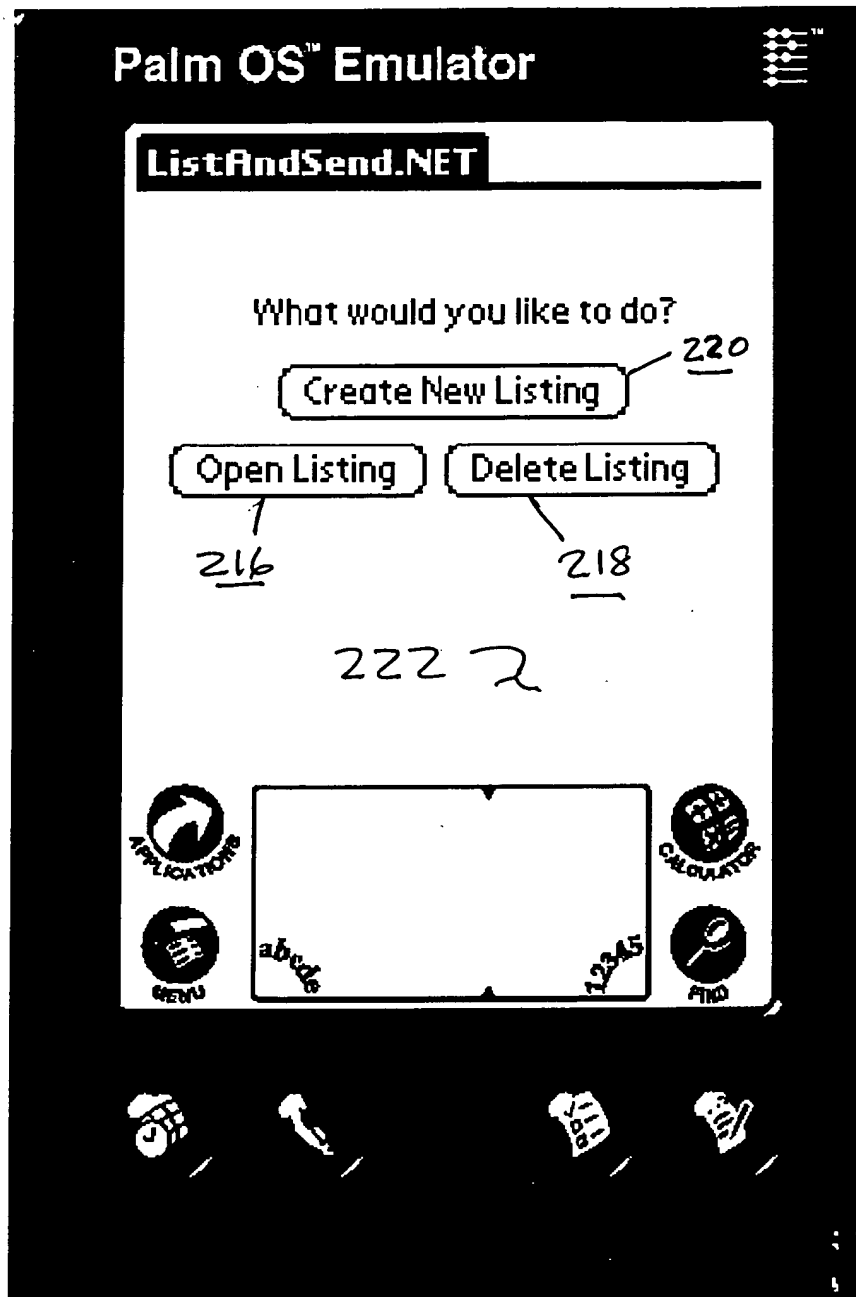 Palm OS™ Emulator ™
ListAndSend.NET
What would you like to do?
220
Create New Listing
Open Listing Delete Listing
216 218
222
APPLICATIONS CALCULATOR
abcde 12345
MENU FIND